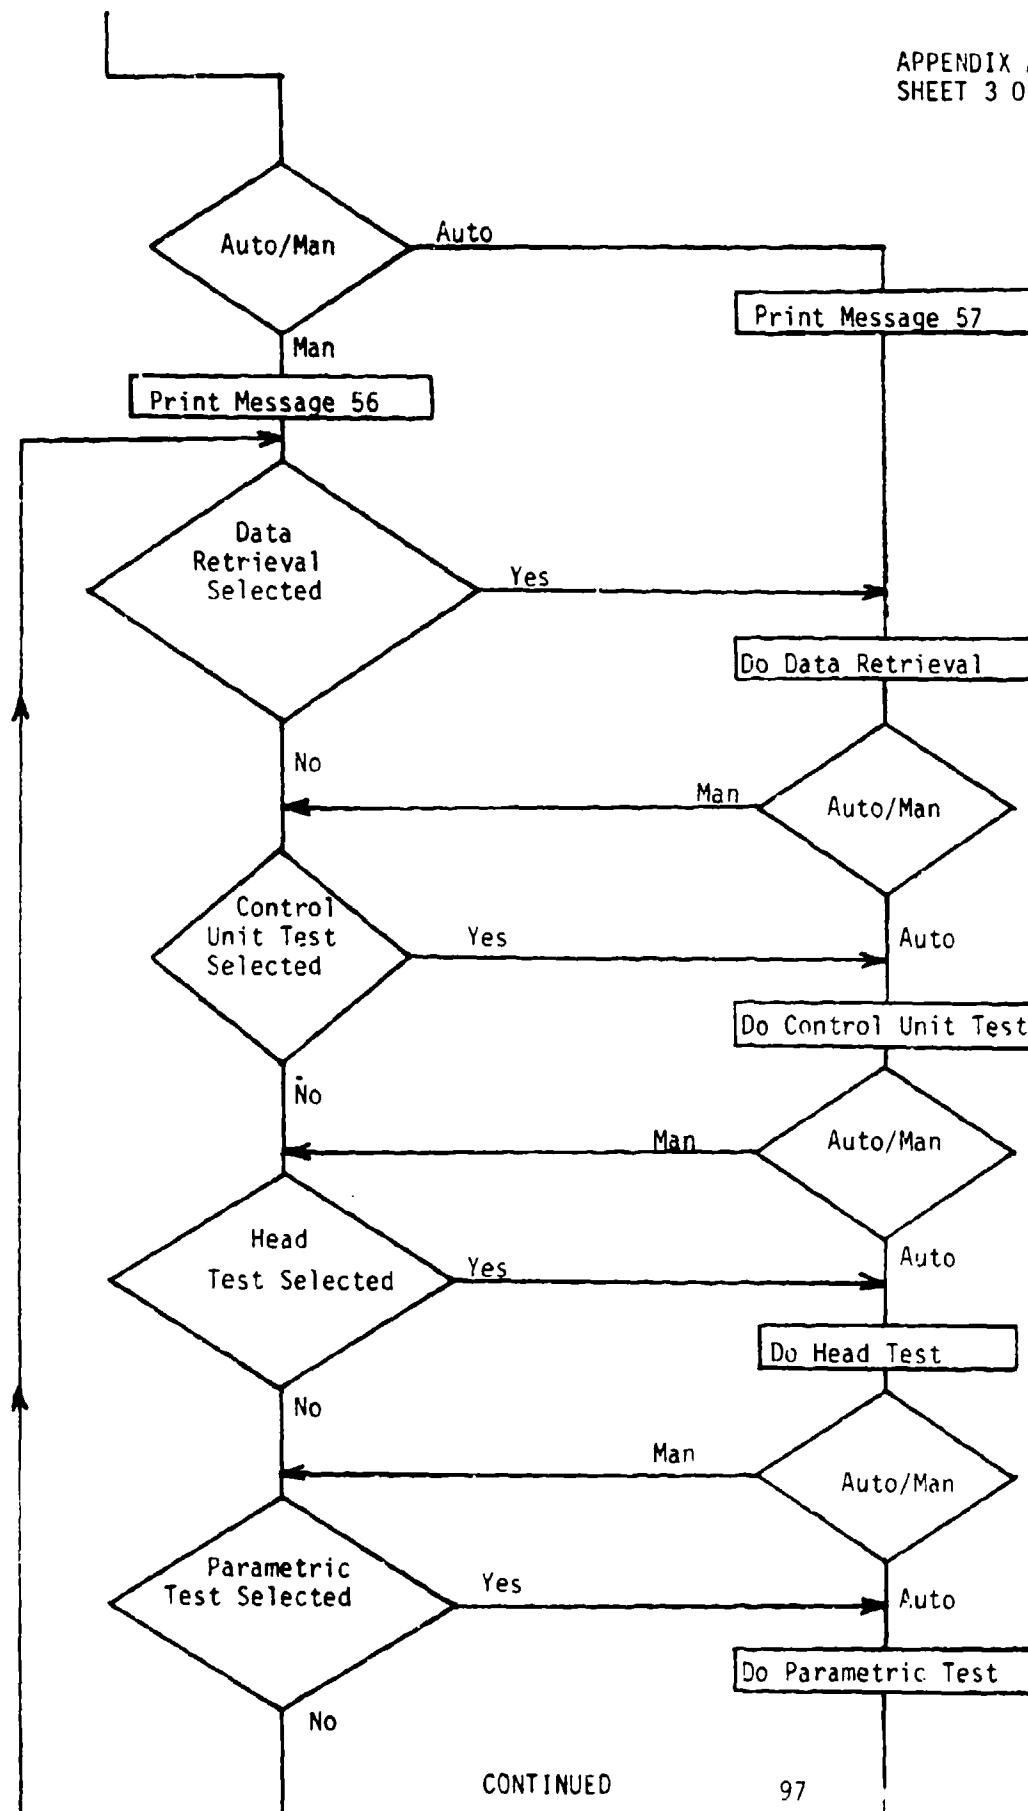 APPENDIX
SHEET 3 O
Auto/Man
Auto
Print Message 57
Man
Print Message 56
Data
Retrieval
Selected
Yes
Do Data Retrieval
No
Man
Auto/Man
Control
Unit Test
Selected
Yes
Auto
Do Control Unit Test
No
Man
Auto/Man
Head
Test Selected
Yes
Auto
Do Head Test
No
Man
Auto/Man
Parametric
Test Selected
Yes
Auto
Do Parametric Test
No
CONTINUED
97